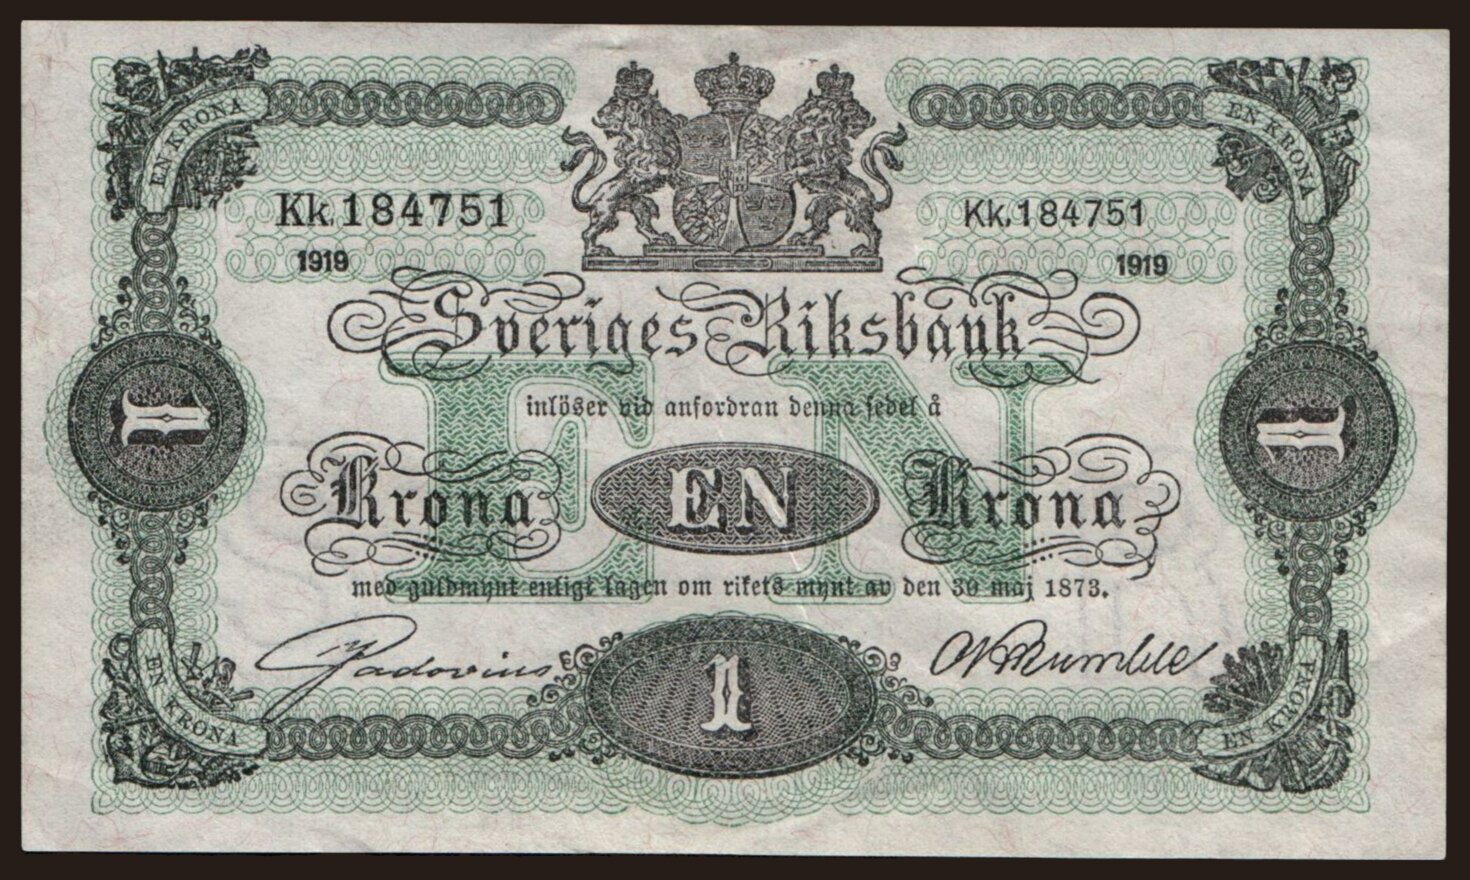 EN KRONA
EN KRONA
Kk.184751
Kk.184751
1919
1919
Sveriges Riksbank
inlöser vid anfordran denna sedel å
1
Krona
EN
Krona
1
EN
med guldmynt enligt lagen om rikets mynt av den 30 maj 1873.
EN KRONA
1
EN KRONA